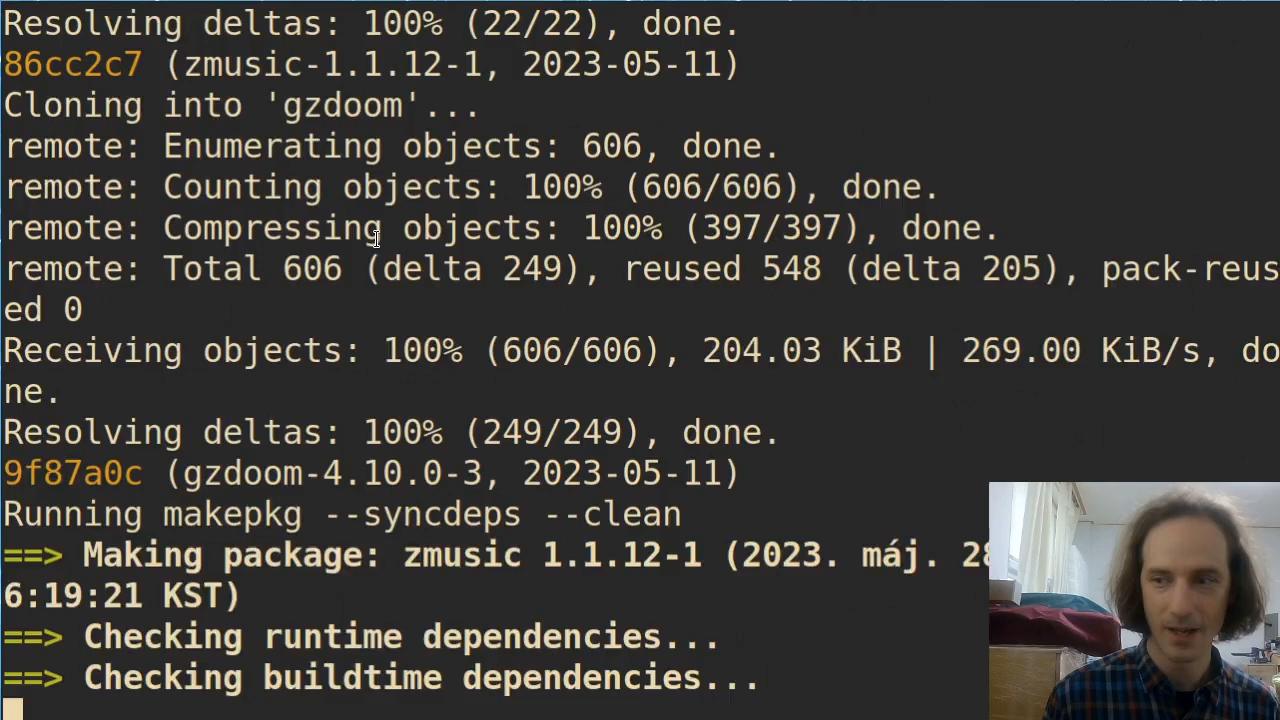 Resolving deltas: 100% (22/22), done.
86cc2c7 (zmusic-1.1.12-1, 2023-05-11)
Cloning into 'gzdoom'...
remote: Enumerating objects: 606, done.
remote: Counting objects: 100% (606/606), done.
remote: Compressing objects: 100% (397/397), done.
remote: Total 606 (delta 249), reused 548 (delta 205), pack-reus
ed 0
Receiving objects: 100% (606/606), 204.03 KiB | 269.00 KiB/s, do
ne.
Resolving deltas: 100% (249/249), done.
9f87a0c (gzdoom-4.10.0-3, 2023-05-11)
Running makepkg --syncdeps --clean
==> Making package: zmusic 1.1.12-1 (2023. máj. 28
6:19:21 KST)
==> Checking runtime dependencies...
==> Checking buildtime dependencies...